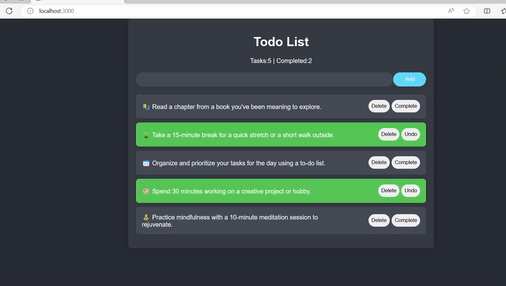 localhost:3000
Todo List
Tasks:5 | Completed:2
Add
Read a chapter from a book you've been meaning to explore.
Delete
Complete
Take a 15-minute break for a quick stretch or a short walk outside.
Delete
Undo
Organize and prioritize your tasks for the day using a to-do list.
Delete
Complete
Spend 30 minutes working on a creative project or hobby.
Delete
Undo
Practice mindfulness with a 10-minute meditation session to
rejuvenate.
Delete
Complete